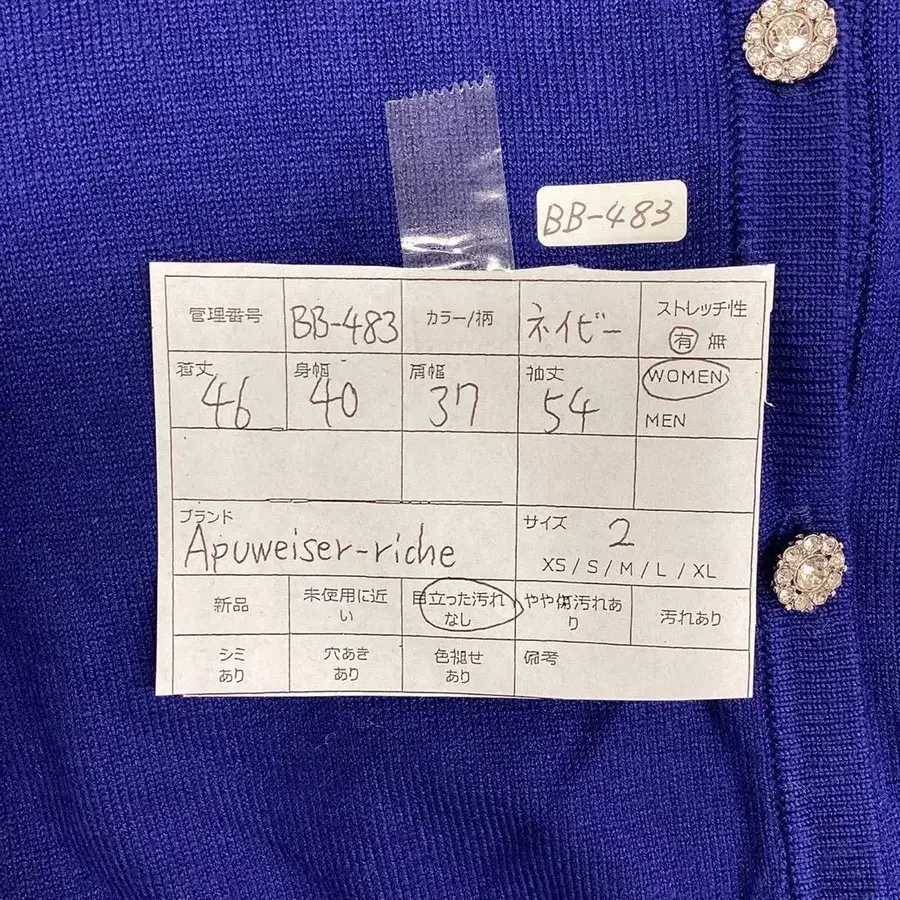 BB-483
管理番号 BB-483 カラー/柄 ネイビー ストレッチ性
有 無
着丈 身幅 肩幅 袖丈 WOMEN
46 40 37 54
MEN
ブランド サイズ 2
Apuweiser-riche
XS / S / M / L / XL
新品 未使用に近い 目立った汚れなし やや傷汚れあり 汚れあり
シミあり 穴あきあり 色褪せあり 備考